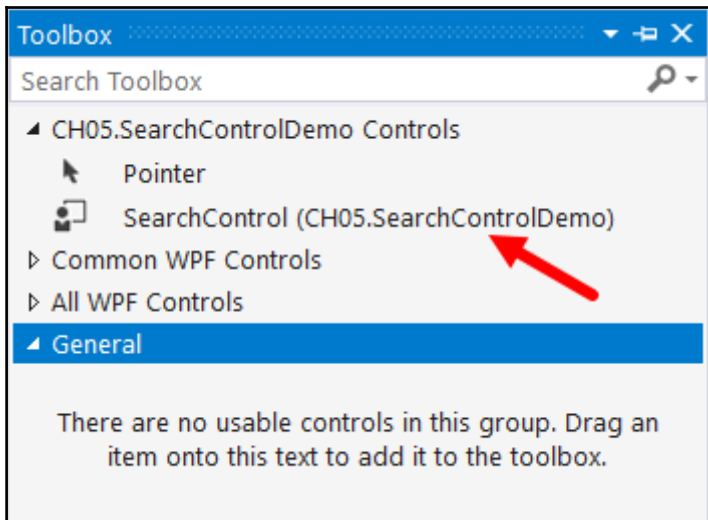 Toolbox
Search Toolbox
CH05.SearchControlDemo Controls
Pointer
SearchControl (CH05.SearchControlDemo)
Common WPF Controls
All WPF Controls
General
There are no usable controls in this group. Drag an
item onto this text to add it to the toolbox.